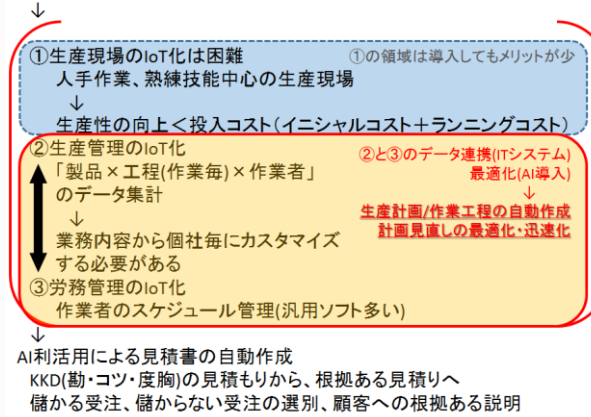 ↓
①生産現場のIoT化は困難
①の領域は導入してもメリットが少
人手作業、熟練技能中心の生産現場
↓
生産性の向上＜投入コスト（イニシャルコスト＋ランニングコスト）
②生産管理のIoT化
「製品×工程(作業毎)×作業者」
のデータ集計
↓
業務内容から個社毎にカスタマイズ
する必要がある
②と③のデータ連携(ITシステム)
最適化(AI導入)
↓
生産計画/作業工程の自動作成
計画見直しの最適化・迅速化
③労務管理のIoT化
作業者のスケジュール管理(汎用ソフト多い)
↓
AI利活用による見積書の自動作成
KKD(勘・コツ・度胸)の見積もりから、根拠ある見積りへ
儲かる受注、儲からない受注の選別、顧客への根拠ある説明